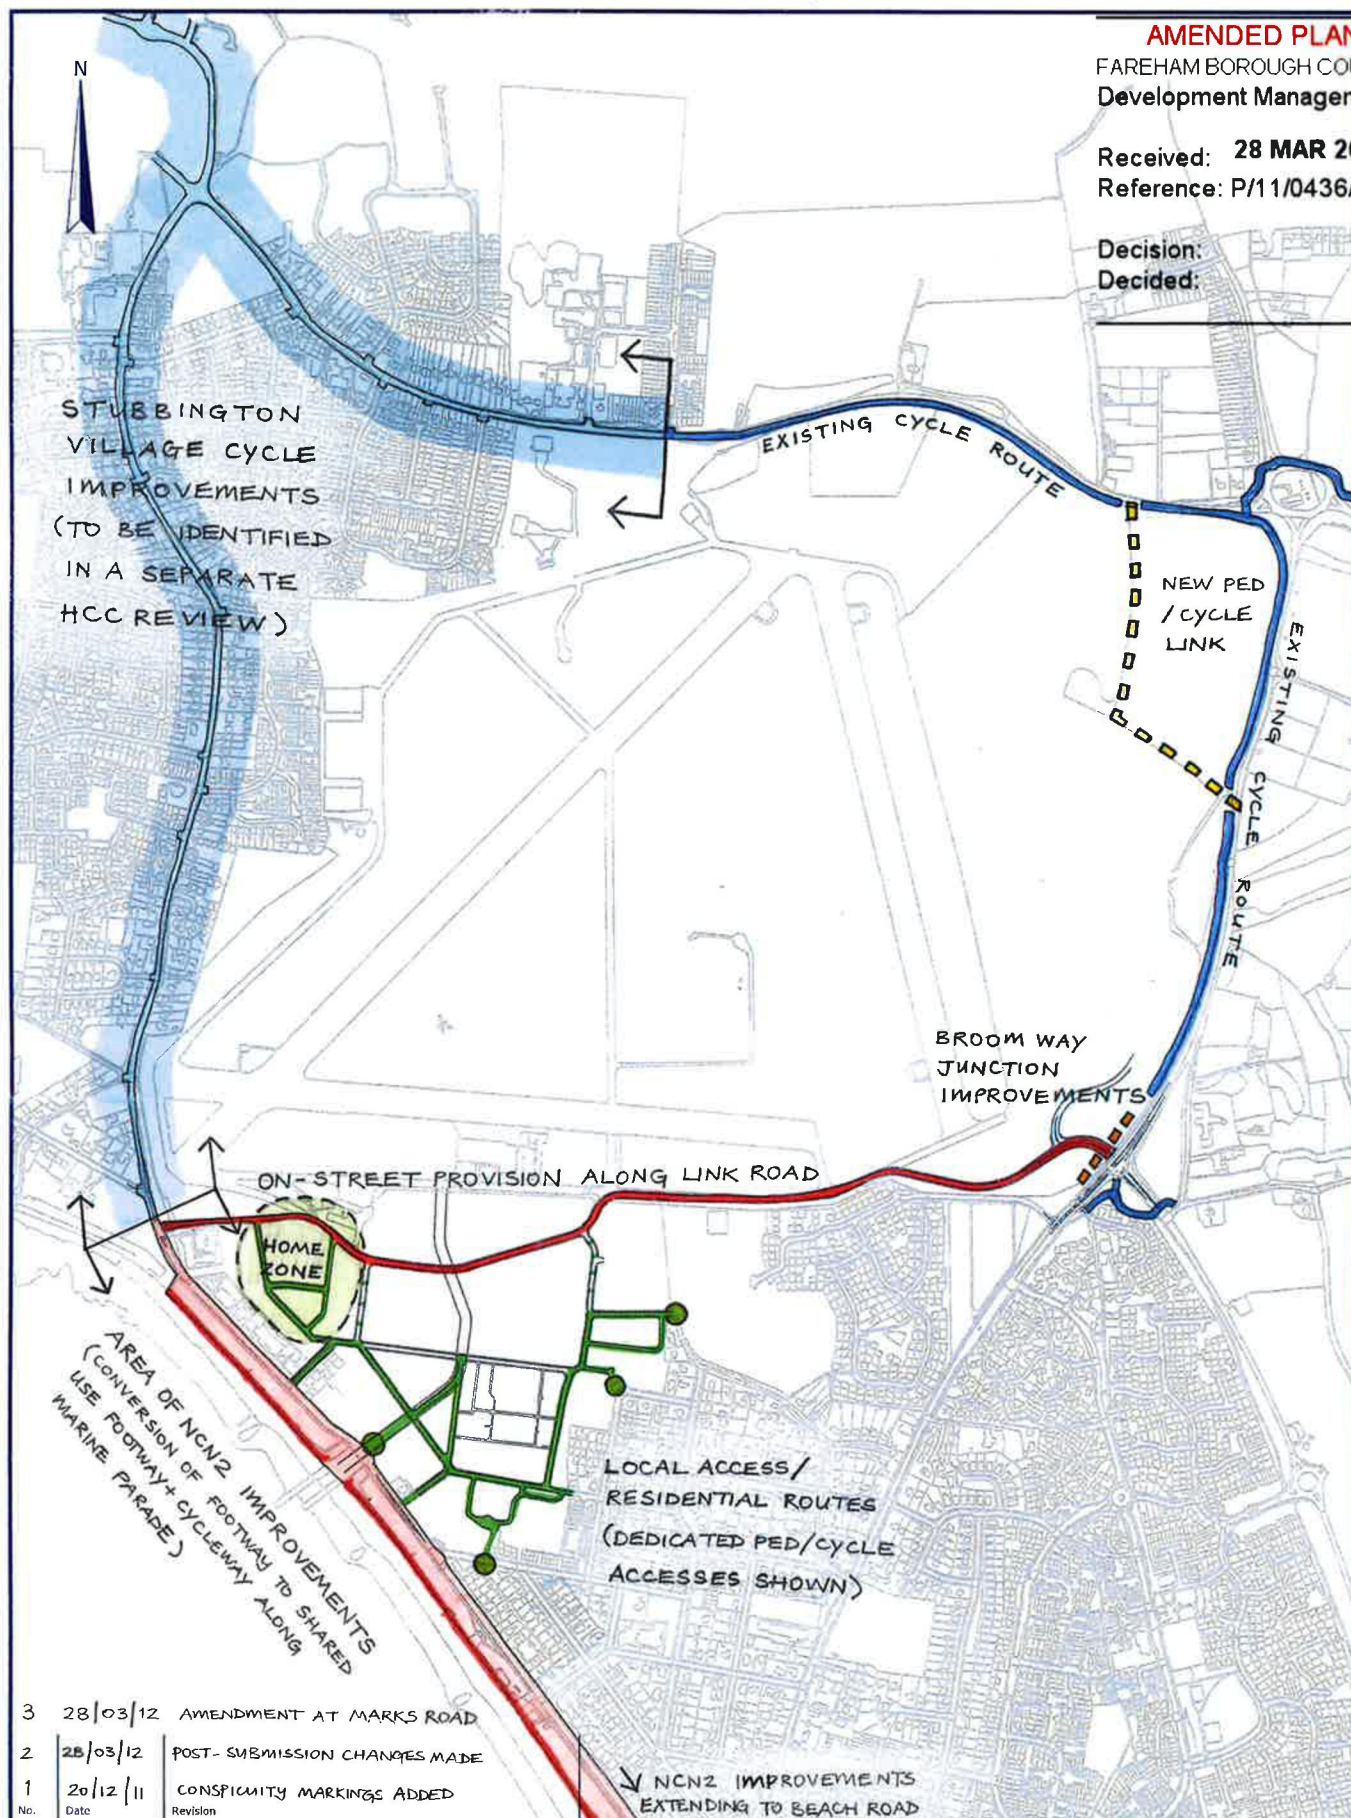 AMENDED PLAN
FAREHAM BOROUGH COU
Development Manager
Received: 28 MAR 20
Reference: P/11/0436/
Decision:
Decided:
N
STUBBINGTON
VILLAGE CYCLE
IMPROVEMENTS
(TO BE IDENTIFIED
IN A SEPARATE
HCC REVIEW)
EXISTING CYCLE ROUTE
NEW PED
/CYCLE
LINK
EXISTING CYCLE ROUTE
BROOM WAY
JUNCTION
IMPROVEMENTS
ON-STREET PROVISION ALONG LINK ROAD
HOME
ZONE
AREA OF NCN2 IMPROVEMENTS
(CONVERSION OF FOOTWAY TO SHARED
USE FOOTWAY+CYCLEWAY ALONG
MARINE PARADE)
LOCAL ACCESS/
RESIDENTIAL ROUTES
(DEDICATED PED/CYCLE
ACCESSES SHOWN)
3 28/03/12 AMENDMENT AT MARKS ROAD
2 28/03/12 POST-SUBMISSION CHANGES MADE
1 20/12/11 CONSPICUITY MARKINGS ADDED
No. Date Revision
NCN2 IMPROVEMENTS
EXTENDING TO BEACH ROAD